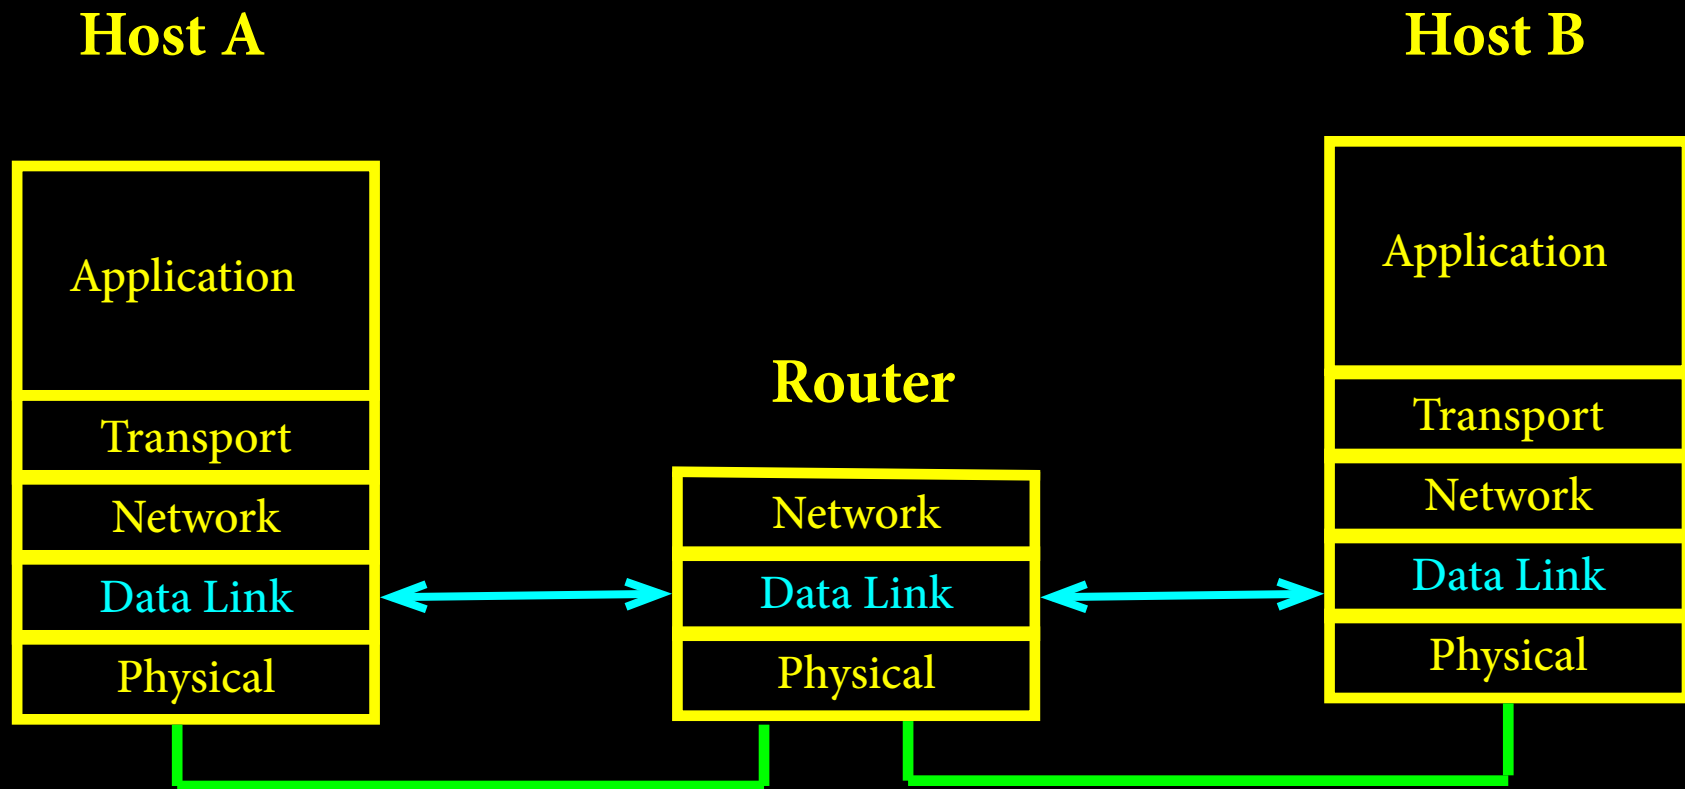 Host A
Host B
Application
Transport
Network
Data Link
Physical
Router
Network
Data Link
Physical
Application
Transport
Network
Data Link
Physical